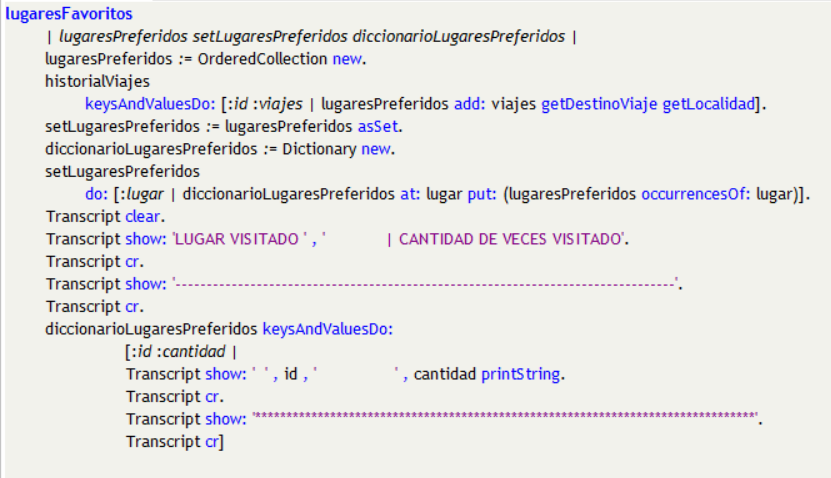 lugaresFavoritos
| lugaresPreferidos setLugaresPreferidos diccionarioLugaresPreferidos |
lugaresPreferidos := OrderedCollection new.
historialViajes
keysAndValuesDo: [:id :viajes | lugaresPreferidos add: viajes getDestinoViaje getLocalidad].
setLugaresPreferidos := lugaresPreferidos asSet.
diccionarioLugaresPreferidos := Dictionary new.
setLugaresPreferidos
do: [:lugar | diccionarioLugaresPreferidos at: lugar put: (lugaresPreferidos occurrencesOf: lugar)].
Transcript clear.
Transcript show: 'LUGAR VISITADO ' , '          | CANTIDAD DE VECES VISITADO'.
Transcript cr.
Transcript show: '--------------------------------------------------------------------------------'.
Transcript cr.
diccionarioLugaresPreferidos keysAndValuesDo:
[:id :cantidad |
Transcript show: '  ' , id , '             ' , cantidad printString.
Transcript cr.
Transcript show: '********************************************************************************'.
Transcript cr]